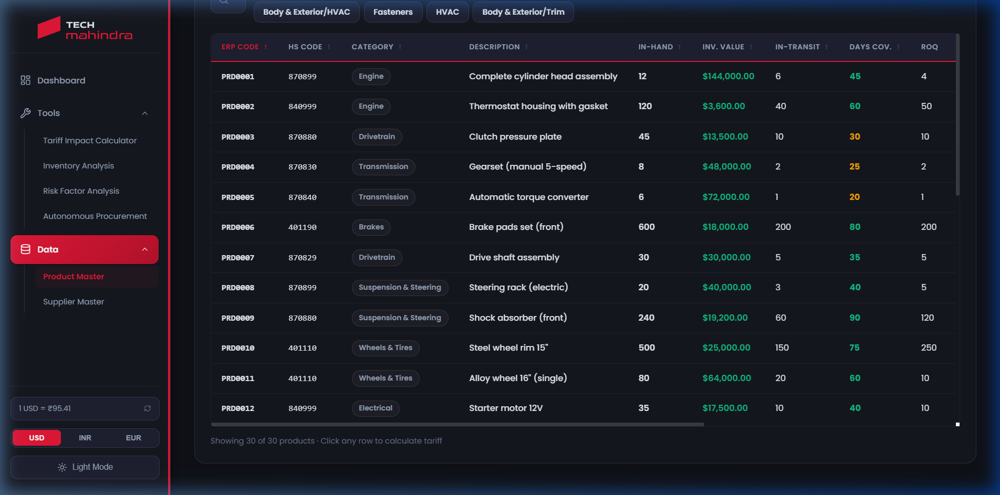 TECH
mahindra
Dashboard
Tools
Tariff Impact Calculator
Inventory Analysis
Risk Factor Analysis
Autonomous Procurement
Data
Product Master
Supplier Master
1 USD = ₹95.41
USD INR EUR
Light Mode
Body & Exterior/HVAC Fasteners HVAC Body & Exterior/Trim
ERP CODE ↑ HS CODE ↑ CATEGORY ↑ DESCRIPTION ↑ IN-HAND ↑ INV. VALUE ↑ IN-TRANSIT ↑ DAYS COV. ↑ ROQ
PRD0001 870899 Engine Complete cylinder head assembly 12 $144,000.00 6 45 4
PRD0002 840999 Engine Thermostat housing with gasket 120 $3,600.00 40 60 50
PRD0003 870880 Drivetrain Clutch pressure plate 45 $13,500.00 10 30 10
PRD0004 870830 Transmission Gearset (manual 5-speed) 8 $48,000.00 2 25 2
PRD0005 870840 Transmission Automatic torque converter 6 $72,000.00 1 20 1
PRD0006 401190 Brakes Brake pads set (front) 600 $18,000.00 200 80 200
PRD0007 870829 Drivetrain Drive shaft assembly 30 $30,000.00 5 35 5
PRD0008 870899 Suspension & Steering Steering rack (electric) 20 $40,000.00 3 40 5
PRD0009 870880 Suspension & Steering Shock absorber (front) 240 $19,200.00 60 90 120
PRD0010 401110 Wheels & Tires Steel wheel rim 15" 500 $25,000.00 150 75 250
PRD0011 401110 Wheels & Tires Alloy wheel 16" (single) 80 $64,000.00 20 60 10
PRD0012 840999 Electrical Starter motor 12V 35 $17,500.00 10 40 10
Showing 30 of 30 products · Click any row to calculate tariff